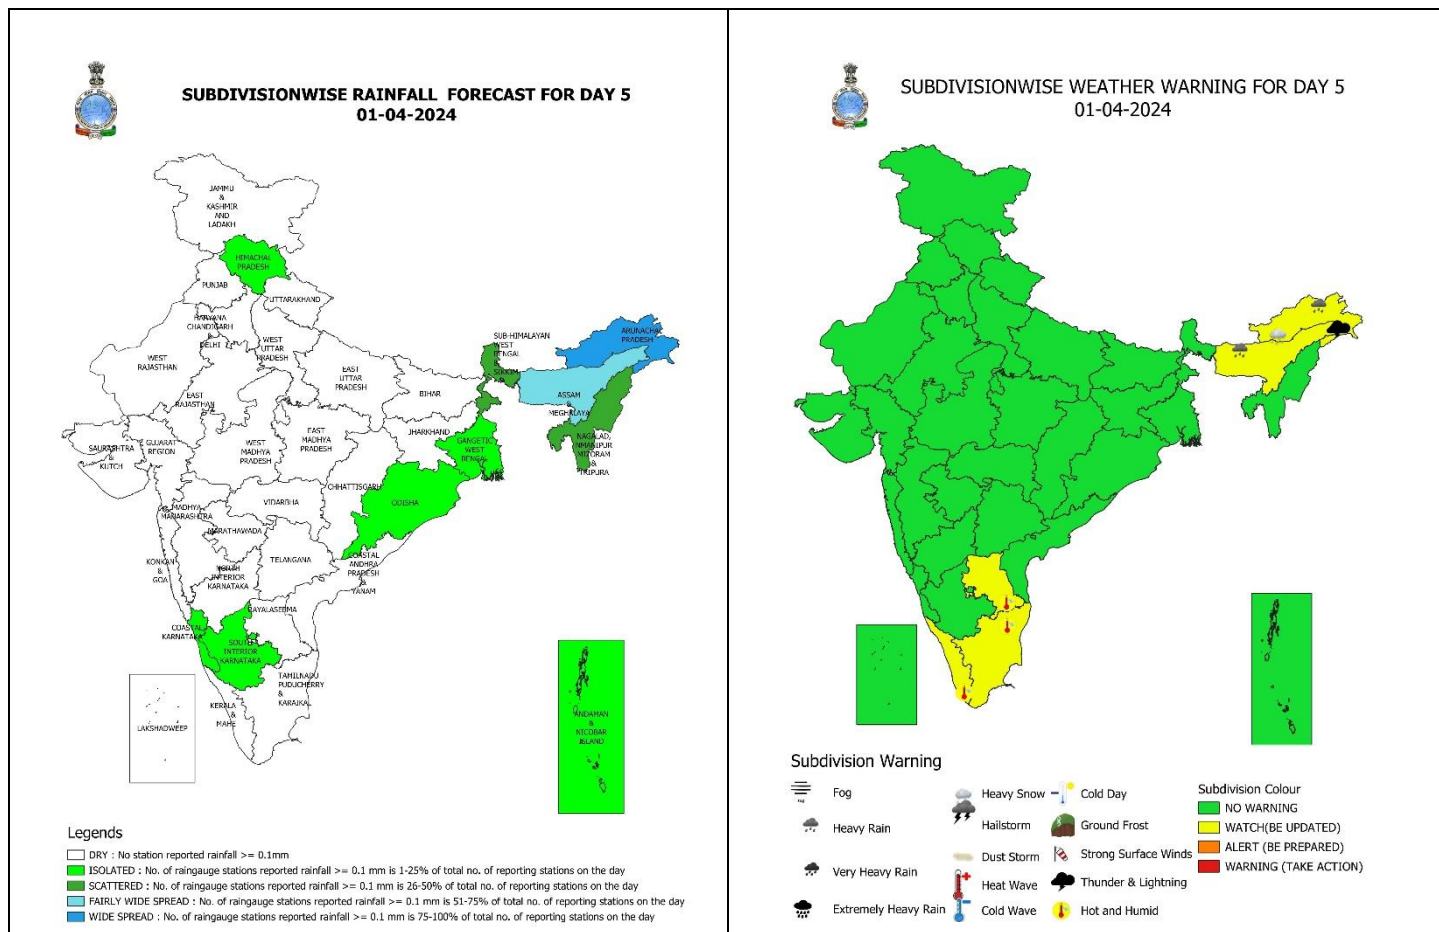 SUBDIVISIONWISE RAINFALL FORECAST FOR DAY 5
01-04-2024
JAMMU
&
KASHMIR
AND
LADAKH
HIMACHAL
PRADESH
PUNJAB
UTTARAKHAND
HARYANA
CHANDIGARH
&
DELHI
WEST
UTTAR
PRADESH
WEST
RAJASTHAN
EAST
UTTAR
PRADESH
EAST
RAJASTHAN
BIHAR
SUB-HIMALAYAN
WEST
BENGAL
&
SIKKIM
ARUNACHAL
PRADESH
ASSAM
&
MEGHALAYA
NAGALAD,
MANIPUR
MIZORAM
&
TRIPURA
JHARKHAND
GANGETIC
WEST
BENGAL
SAURASHTRA
&
KUTCH
GUJARAT
REGION
WEST
MADHYA
PRADESH
EAST
MADHYA
PRADESH
CHHATTISGARH
ODISHA
VIDARBHA
MADHYA
MAHARASHTRA
MARATHAWADA
KONKAN
&
GOA
TELANGANA
COASTAL
ANDHRA
PRADESH
&
YANAM
NORTH
INTERIOR
KARNATAKA
RAYALASEEMA
COASTAL
KARNATAKA
SOUTH
INTERIOR
KARNATAKA
TAMILNADU
PUDUCHERRY
&
KARAIKAL
KERALA
&
MAHE
LAKSHADWEEP
ANDAMAN
&
NICOBAR
ISLAND
Legends
DRY : No station reported rainfall >= 0.1mm
ISOLATED : No. of raingauge stations reported rainfall >= 0.1 mm is 1-25% of total no. of reporting stations on the day
SCATTERED : No. of raingauge stations reported rainfall >= 0.1 mm is 26-50% of total no. of reporting stations on the day
FAIRLY WIDE SPREAD : No. of raingauge stations reported rainfall >= 0.1 mm is 51-75% of total no. of reporting stations on the day
WIDE SPREAD : No. of raingauge stations reported rainfall >= 0.1 mm is 75-100% of total no. of reporting stations on the day
SUBDIVISIONWISE WEATHER WARNING FOR DAY 5
01-04-2024
Subdivision Warning
Fog
Heavy Rain
Very Heavy Rain
Extremely Heavy Rain
Heavy Snow
Hailstorm
Dust Storm
Heat Wave
Cold Wave
Cold Day
Ground Frost
Strong Surface Winds
Thunder & Lightning
Hot and Humid
Subdivision Colour
NO WARNING
WATCH(BE UPDATED)
ALERT (BE PREPARED)
WARNING (TAKE ACTION)